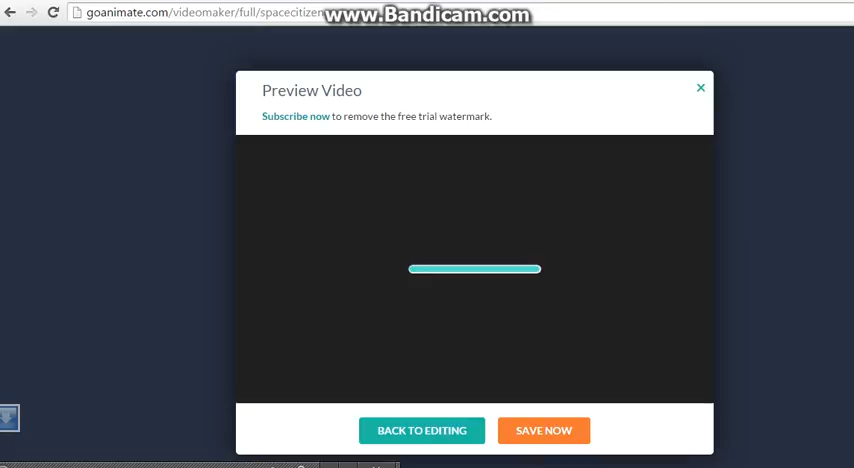 goanimate.com/videomaker/full/spacecitizen
www.Bandicam.com
Preview Video
Subscribe now to remove the free trial watermark.
BACK TO EDITING
SAVE NOW